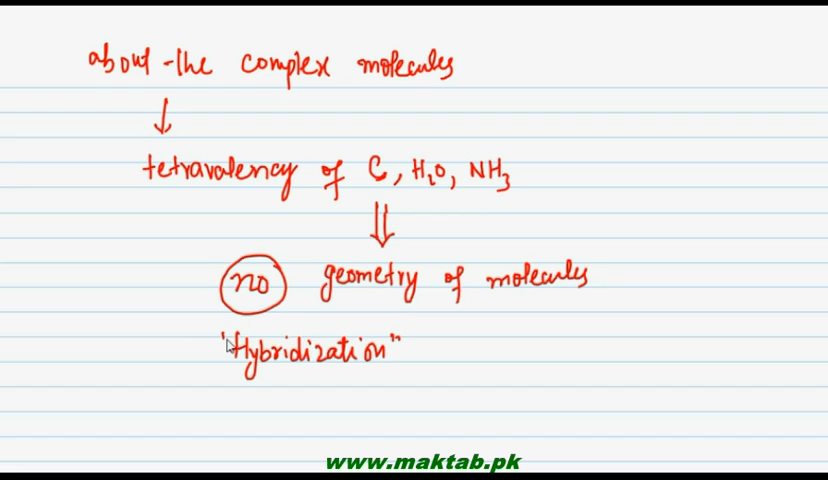 about the complex molecules
↓
tetravalency of C, H₂O, NH₃
⇓
no geometry of molecules
"Hybridization"
www.maktab.pk